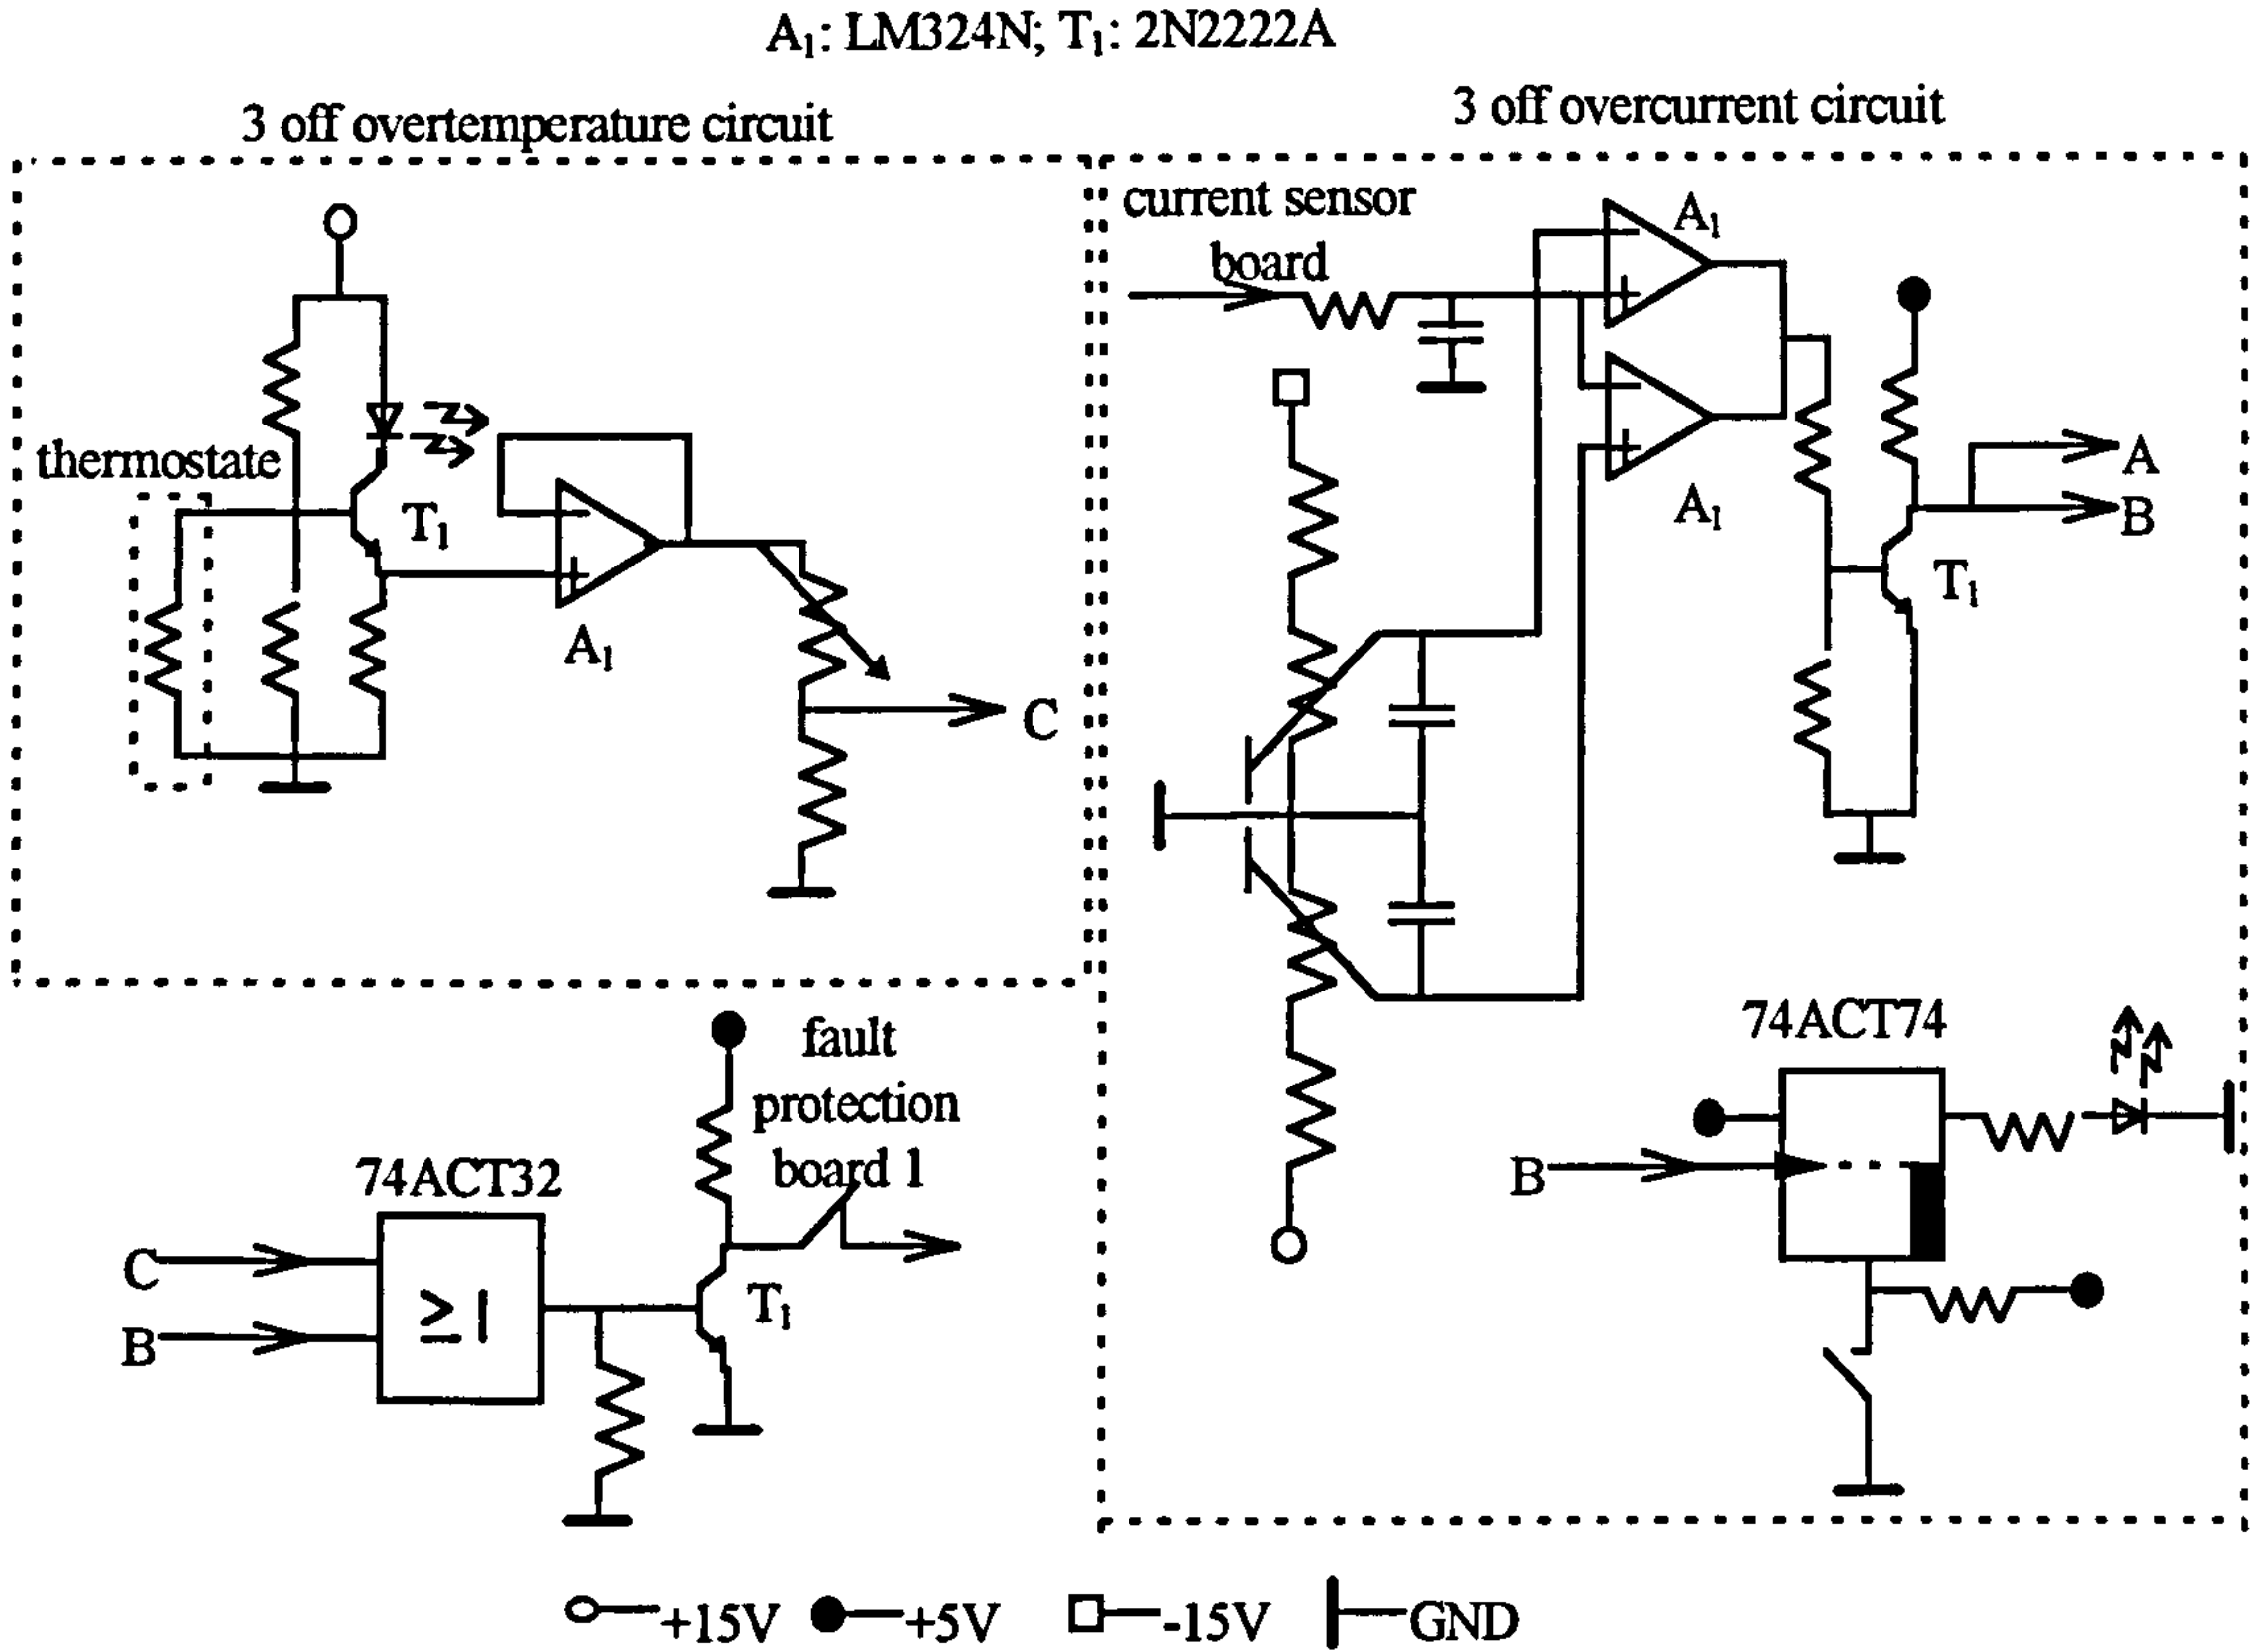 A1: LM324N; T1: 2N2222A
3 off overtemperature circuit
3 off overcurrent circuit
current sensor
board
A1
thermostate
T1
A1
C
A1
A
B
T1
fault
protection
board 1
74ACT32
C
B
≥1
T1
74ACT74
B
+15V
+5V
-15V
GND